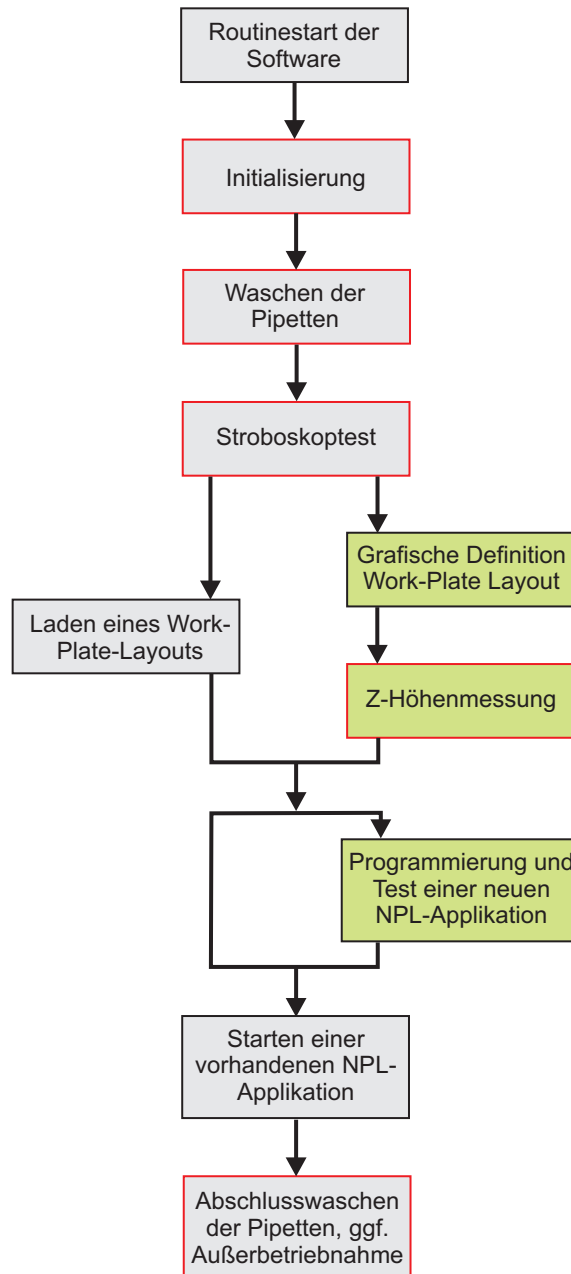 Routinestart der
Software
Initialisierung
Waschen der
Pipetten
Stroboskoptest
Grafische Definition
Work-Plate Layout
Laden eines Work-
Plate-Layouts
Z-Höhenmessung
Programmierung und
Test einer neuen
NPL-Applikation
Starten einer
vorhandenen NPL-
Applikation
Abschlusswaschen
der Pipetten, ggf.
Außerbetriebnahme